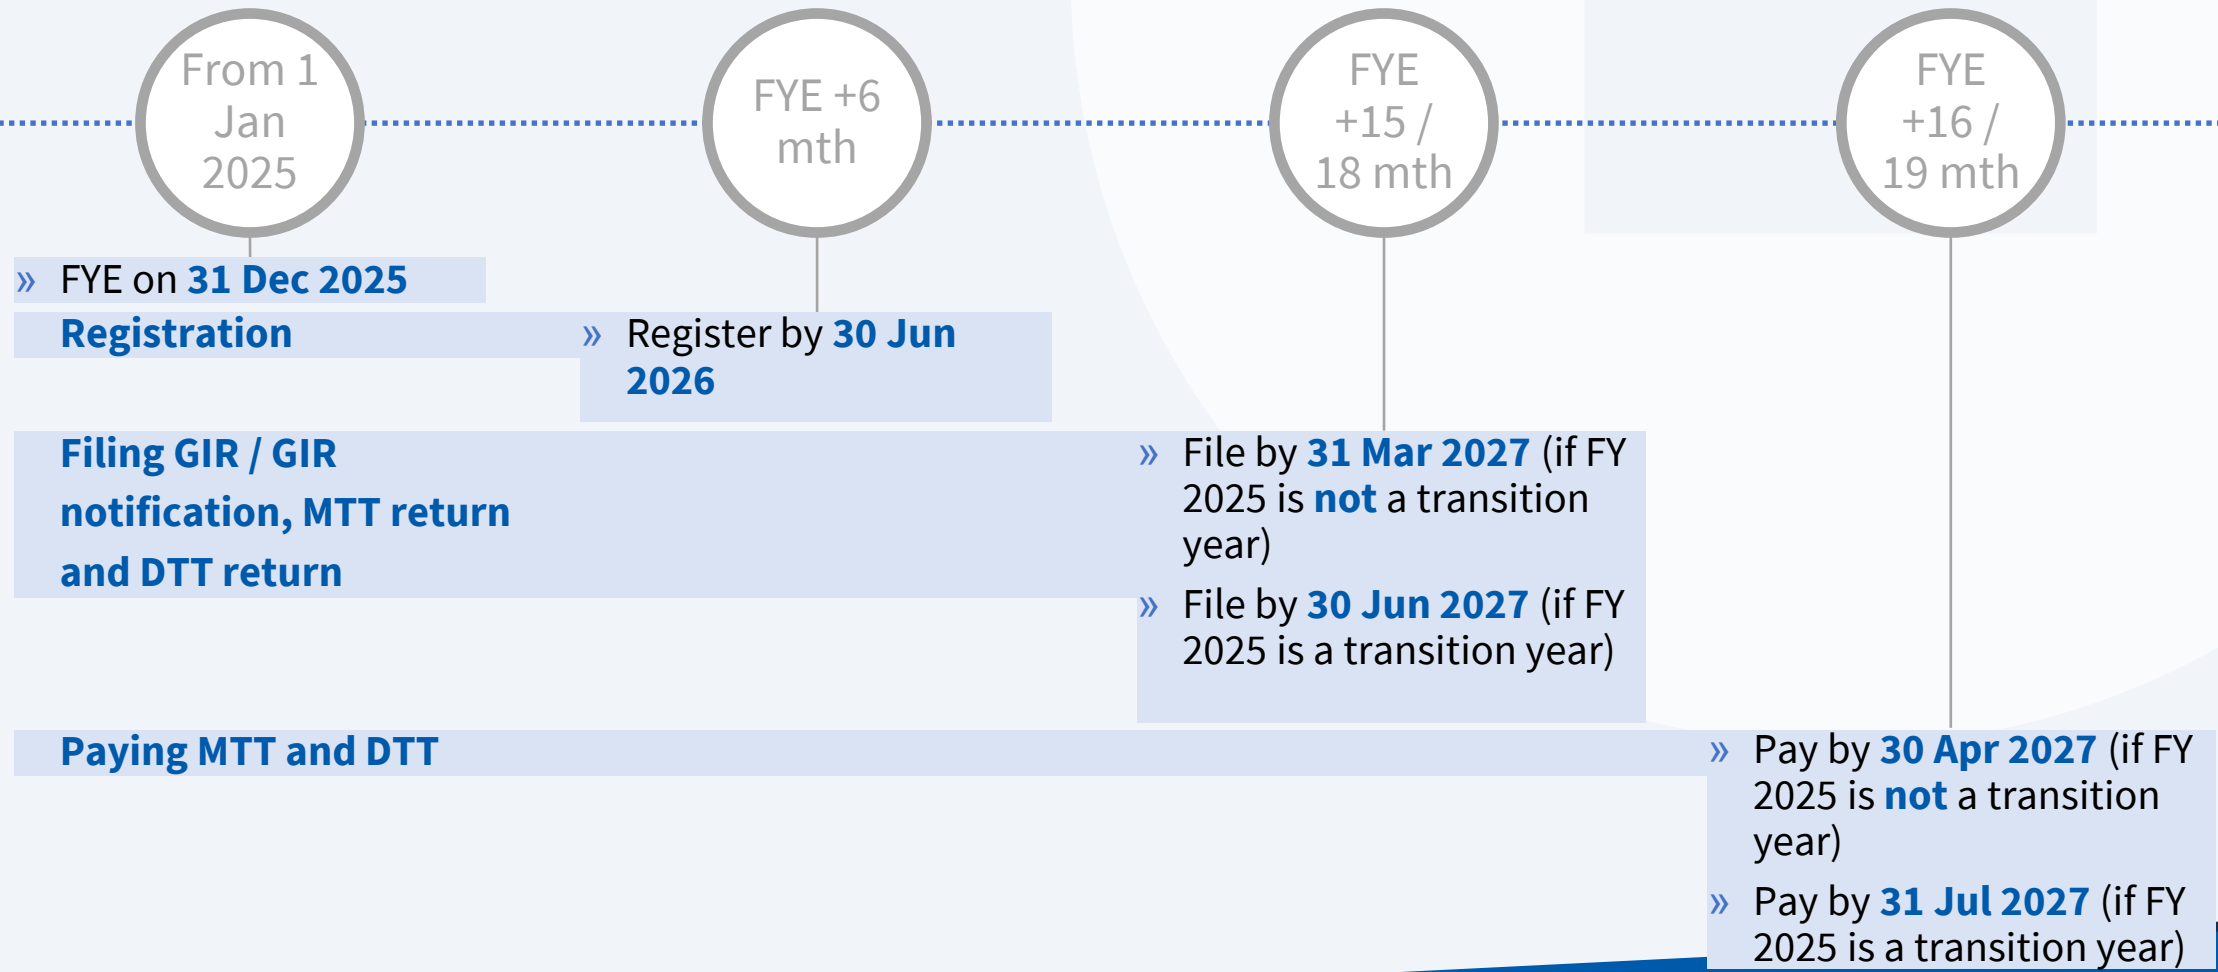 From 1
Jan
2025
FYE +6
mth
FYE
+15 /
18 mth
FYE
+16 /
19 mth
» FYE on 31 Dec 2025
Registration
» Register by 30 Jun
2026
Filing GIR / GIR
notification, MTT return
and DTT return
» File by 31 Mar 2027 (if FY
2025 is not a transition
year)
» File by 30 Jun 2027 (if FY
2025 is a transition year)
Paying MTT and DTT
» Pay by 30 Apr 2027 (if FY
2025 is not a transition
year)
» Pay by 31 Jul 2027 (if FY
2025 is a transition year)